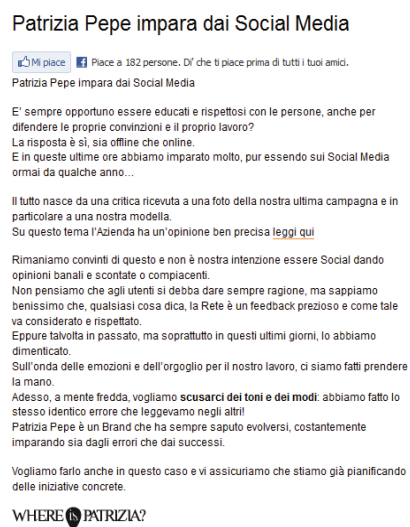 Patrizia Pepe impara dai Social Media
Mi piace Piace a 182 persone. Di' che ti piace prima di tutti i tuoi amici.
Patrizia Pepe impara dai Social Media
E' sempre opportuno essere educati e rispettosi con le persone, anche per
difendere le proprie convinzioni e il proprio lavoro?
La risposta è sì, sia offline che online.
E in queste ultime ore abbiamo imparato molto, pur essendo sui Social Media
ormai da qualche anno…
Il tutto nasce da una critica ricevuta a una foto della nostra ultima campagna e in
particolare a una nostra modella.
Su questo tema l'Azienda ha un'opinione ben precisa leggi qui
Rimaniamo convinti di questo e non è nostra intenzione essere Social dando
opinioni banali e scontate o compiacenti.
Non pensiamo che agli utenti si debba dare sempre ragione, ma sappiamo
benissimo che, qualsiasi cosa dica, la Rete è un feedback prezioso e come tale
va considerato e rispettato.
Eppure talvolta in passato, ma soprattutto in questi ultimi giorni, lo abbiamo
dimenticato.
Sull'onda delle emozioni e dell'orgoglio per il nostro lavoro, ci siamo fatti prendere
la mano.
Adesso, a mente fredda, vogliamo scusarci dei toni e dei modi: abbiamo fatto lo
stesso identico errore che leggevamo negli altri!
Patrizia Pepe è un Brand che ha sempre saputo evolversi, costantemente
imparando sia dagli errori che dai successi.
Vogliamo farlo anche in questo caso e vi assicuriamo che stiamo già pianificando
delle iniziative concrete.
WHERE is PATRIZIA?